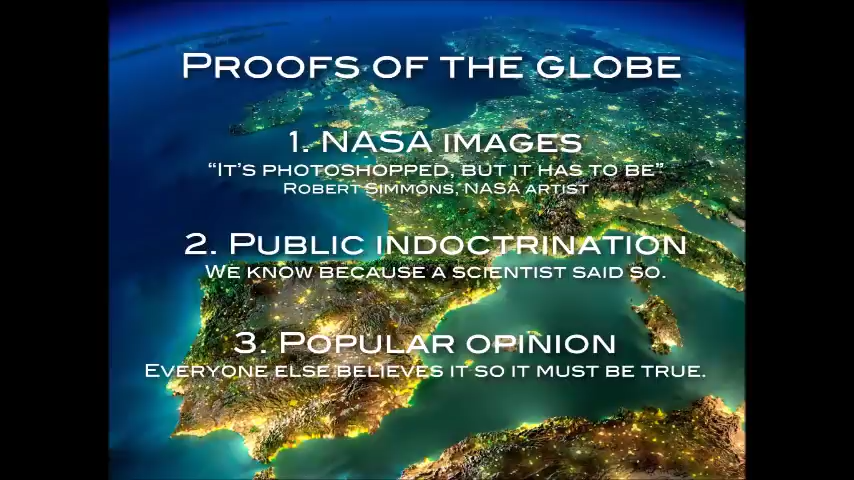 PROOFS OF THE GLOBE
1. NASA IMAGES
“IT’S PHOTOSHOPPED, BUT IT HAS TO BE”
ROBERT SIMMONS, NASA ARTIST
2. PUBLIC INDOCTRINATION
WE KNOW BECAUSE A SCIENTIST SAID SO.
3. POPULAR OPINION
EVERYONE ELSE BELIEVES IT SO IT MUST BE TRUE.